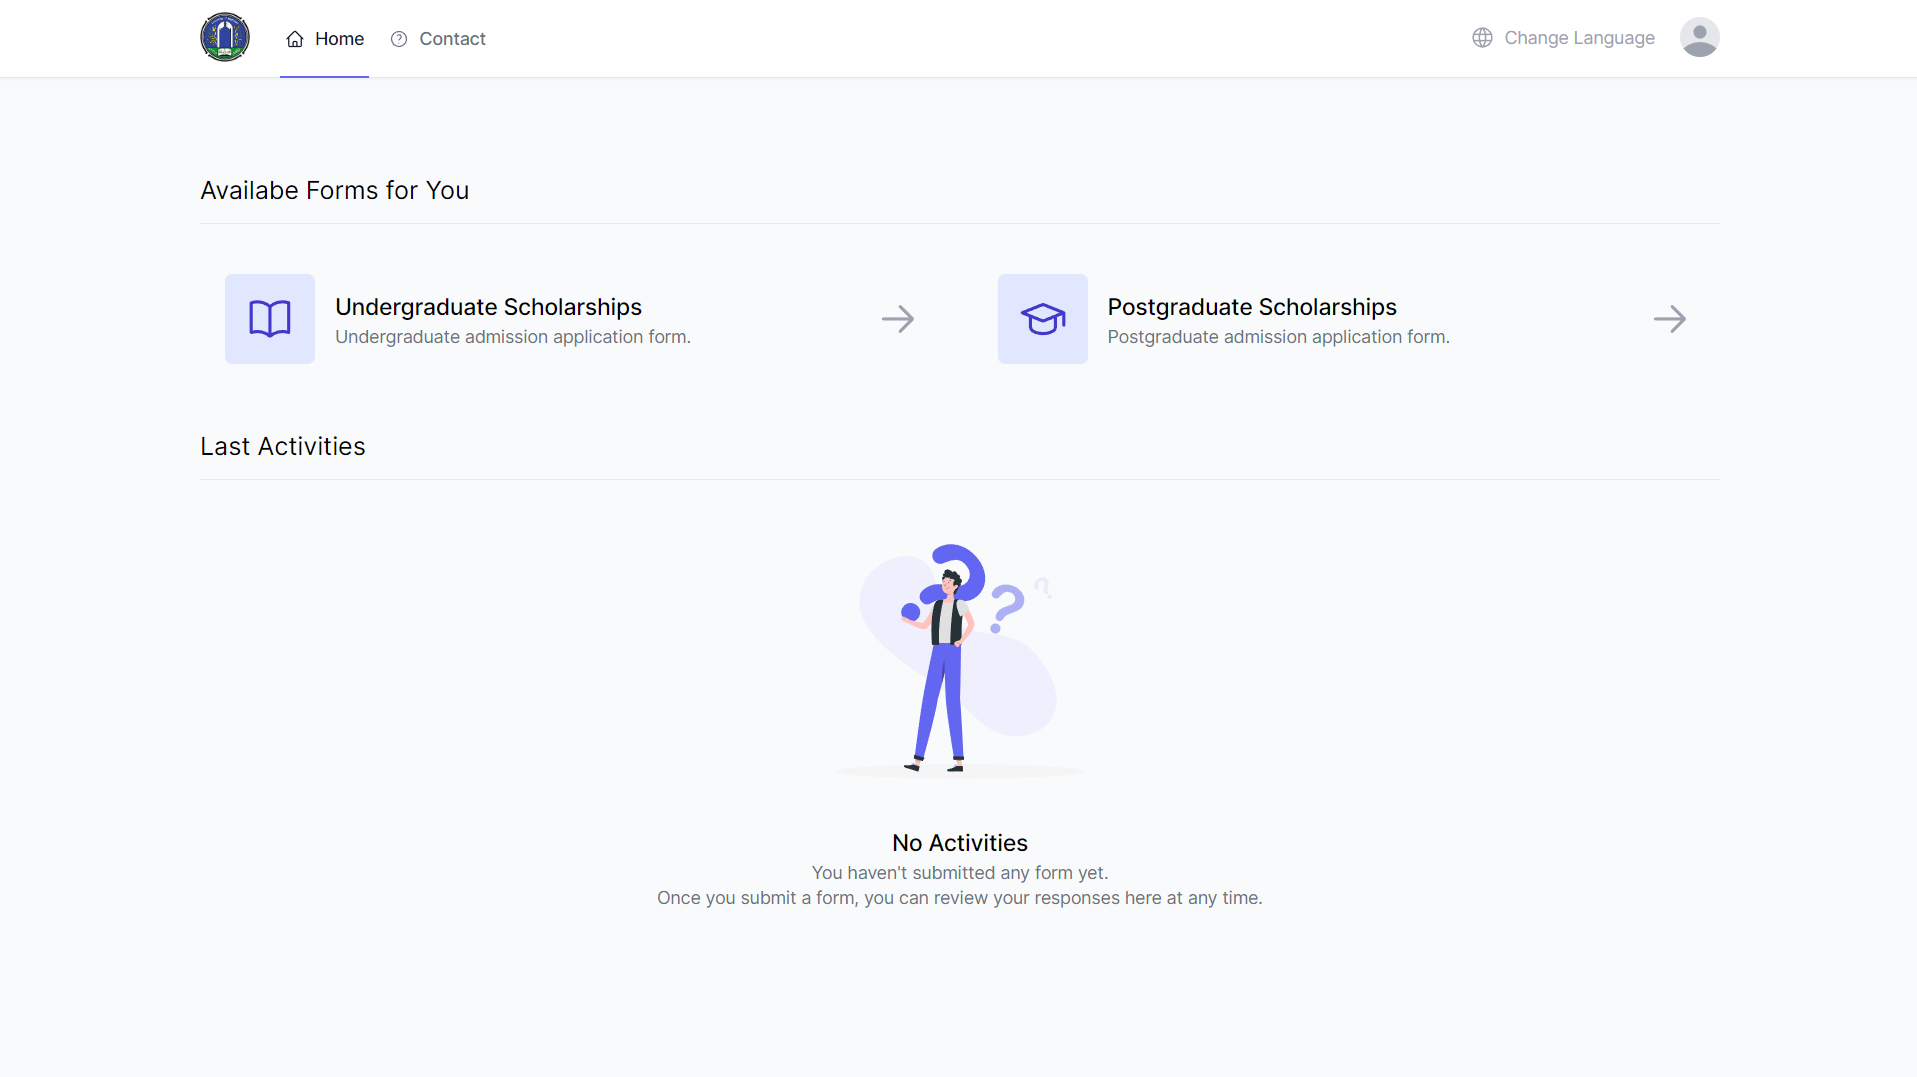 Home
Contact
Change Language
Availabe Forms for You
Undergraduate Scholarships
Undergraduate admission application form.
Postgraduate Scholarships
Postgraduate admission application form.
Last Activities
No Activities
You haven't submitted any form yet.
Once you submit a form, you can review your responses here at any time.